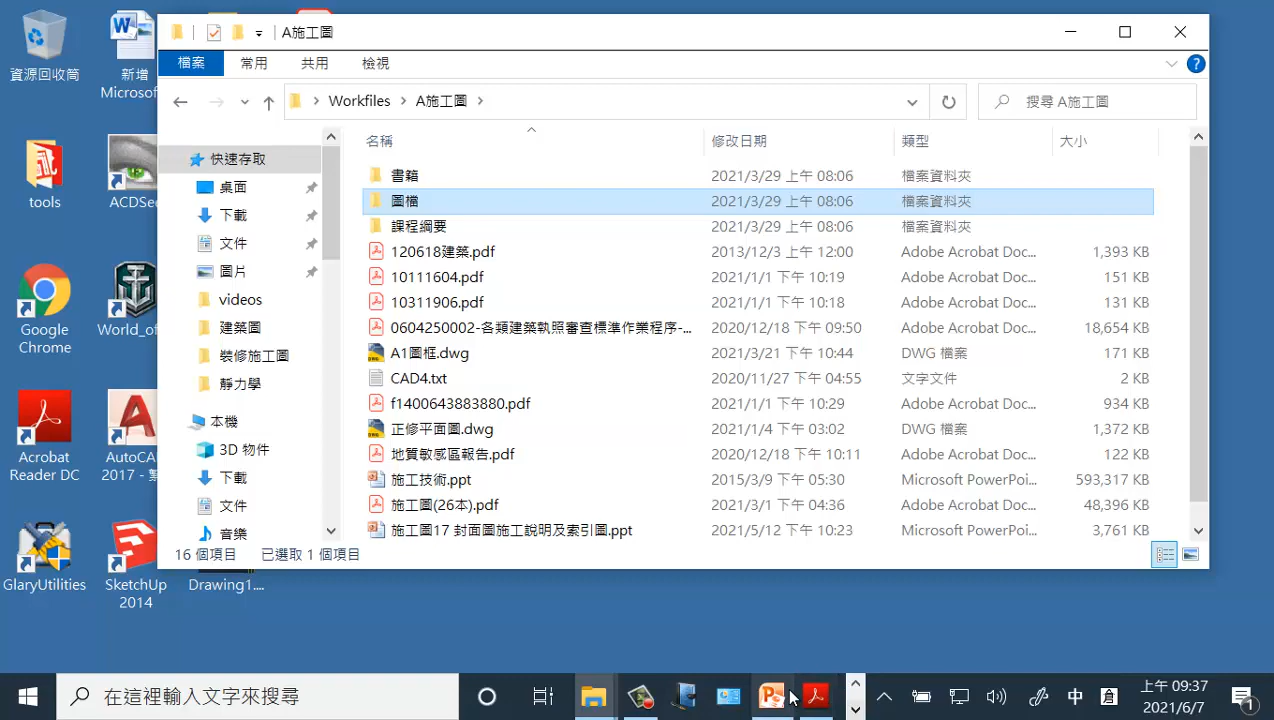 資源回收筒
新增
Microsof
tools
ACDSe
Google
Chrome
World_of
Acrobat
Reader DC
AutoCA
2017 - 繁
GlaryUtilities
SketchUp
2014
Drawing1....
A施工圖
檔案 常用 共用 檢視
Workfiles A施工圖
搜尋 A施工圖
快速存取
桌面
下載
文件
圖片
videos
建築圖
裝修施工圖
靜力學
本機
3D 物件
下載
文件
音樂
名稱 修改日期 類型 大小
書籍 2021/3/29 上午 08:06 檔案資料夾
圖檔 2021/3/29 上午 08:06 檔案資料夾
課程綱要 2021/3/29 上午 08:06 檔案資料夾
120618建築.pdf 2013/12/3 上午 12:00 Adobe Acrobat Doc... 1,393 KB
10111604.pdf 2021/1/1 下午 10:19 Adobe Acrobat Doc... 151 KB
10311906.pdf 2021/1/1 下午 10:18 Adobe Acrobat Doc... 131 KB
0604250002-各類建築執照審查標準作業程序-... 2020/12/18 下午 09:50 Adobe Acrobat Doc... 18,654 KB
A1圖框.dwg 2021/3/21 下午 10:44 DWG 檔案 171 KB
CAD4.txt 2020/11/27 下午 04:55 文字文件 2 KB
f1400643883880.pdf 2021/1/1 下午 10:29 Adobe Acrobat Doc... 934 KB
正修平面圖.dwg 2021/1/4 下午 03:02 DWG 檔案 1,372 KB
地質敏感區報告.pdf 2020/12/18 下午 10:11 Adobe Acrobat Doc... 122 KB
施工技術.ppt 2015/3/9 下午 05:30 Microsoft PowerPoi... 593,317 KB
施工圖(26本).pdf 2021/3/1 下午 04:36 Adobe Acrobat Doc... 48,396 KB
施工圖17 封面圖施工說明及索引圖.ppt 2021/5/12 下午 10:23 Microsoft PowerPoi... 3,761 KB
16 個項目 已選取 1 個項目
在這裡輸入文字來搜尋
中
上午 09:37
2021/6/7
1